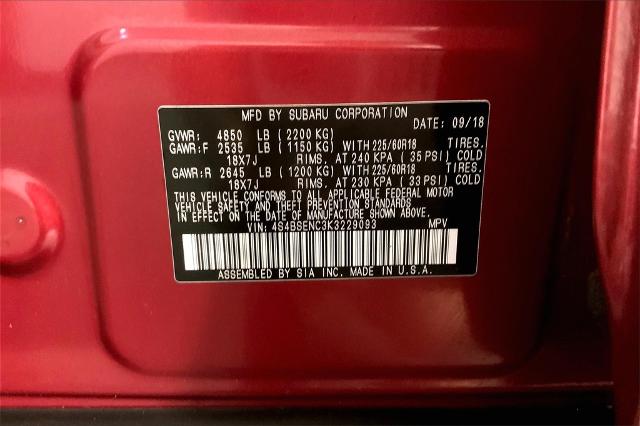 MFD BY SUBARU CORPORATION
DATE: 09/18
GVWR: 4850 LB (2200 KG)
GAWR:F 2535 LB (1150 KG) WITH 225/60R18 TIRES,
18X7J RIMS, AT 240 KPA (35 PSI) COLD
GAWR:R 2645 LB (1200 KG) WITH 225/60R18 TIRES,
18X7J RIMS, AT 230 KPA (33 PSI) COLD
THIS VEHICLE CONFORMS TO ALL APPLICABLE FEDERAL MOTOR
VEHICLE SAFETY AND THEFT PREVENTION STANDARDS
IN EFFECT ON THE DATE OF MANUFACTURE SHOWN ABOVE.
VIN: 4S4BSENC3K3229093 MPV
ASSEMBLED BY SIA INC. MADE IN U.S.A.